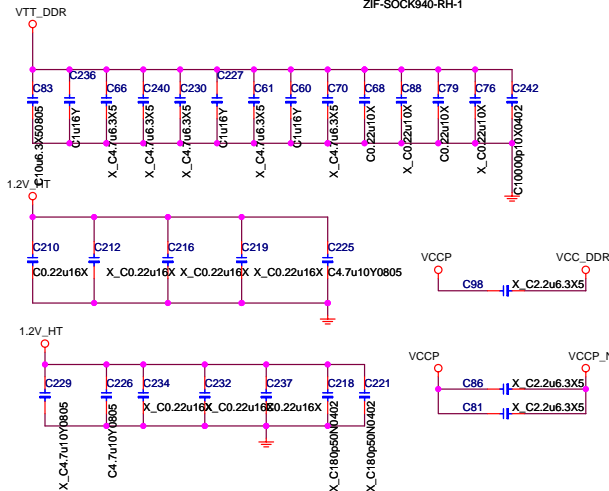 ZIF-SOCK940-RH-1
VTT_DDR
C83
C236
C66
C240
C230
C227
C61
C60
C70
C68
C88
C79
C76
C242
C10u6.3X50805
C1u16Y
X_C4.7u6.3X5
X_C4.7u6.3X5
X_C4.7u6.3X5
C1u16Y
X_C4.7u6.3X5
C1u16Y
X_C4.7u6.3X5
C0.22u10X
X_C0.22u10X
C0.22u10X
X_C0.22u10X
C10000p10X0402
1.2V_HT
C210
C212
C216
C219
C225
C0.22u16X
X_C0.22u16X
X_C0.22u16X
X_C0.22u16X
C4.7u10Y0805
VCCP
VCC_DDR
C98
X_C2.2u6.3X5
1.2V_HT
C229
C226
C234
C232
C237
C218
C221
X_C4.7u10Y0805
C4.7u10Y0805
X_C0.22u16X
X_C0.22u16X
X_C180p50N0402
X_C180p50N0402
VCCP
VCCP_N
C86
X_C2.2u6.3X5
C81
X_C2.2u6.3X5